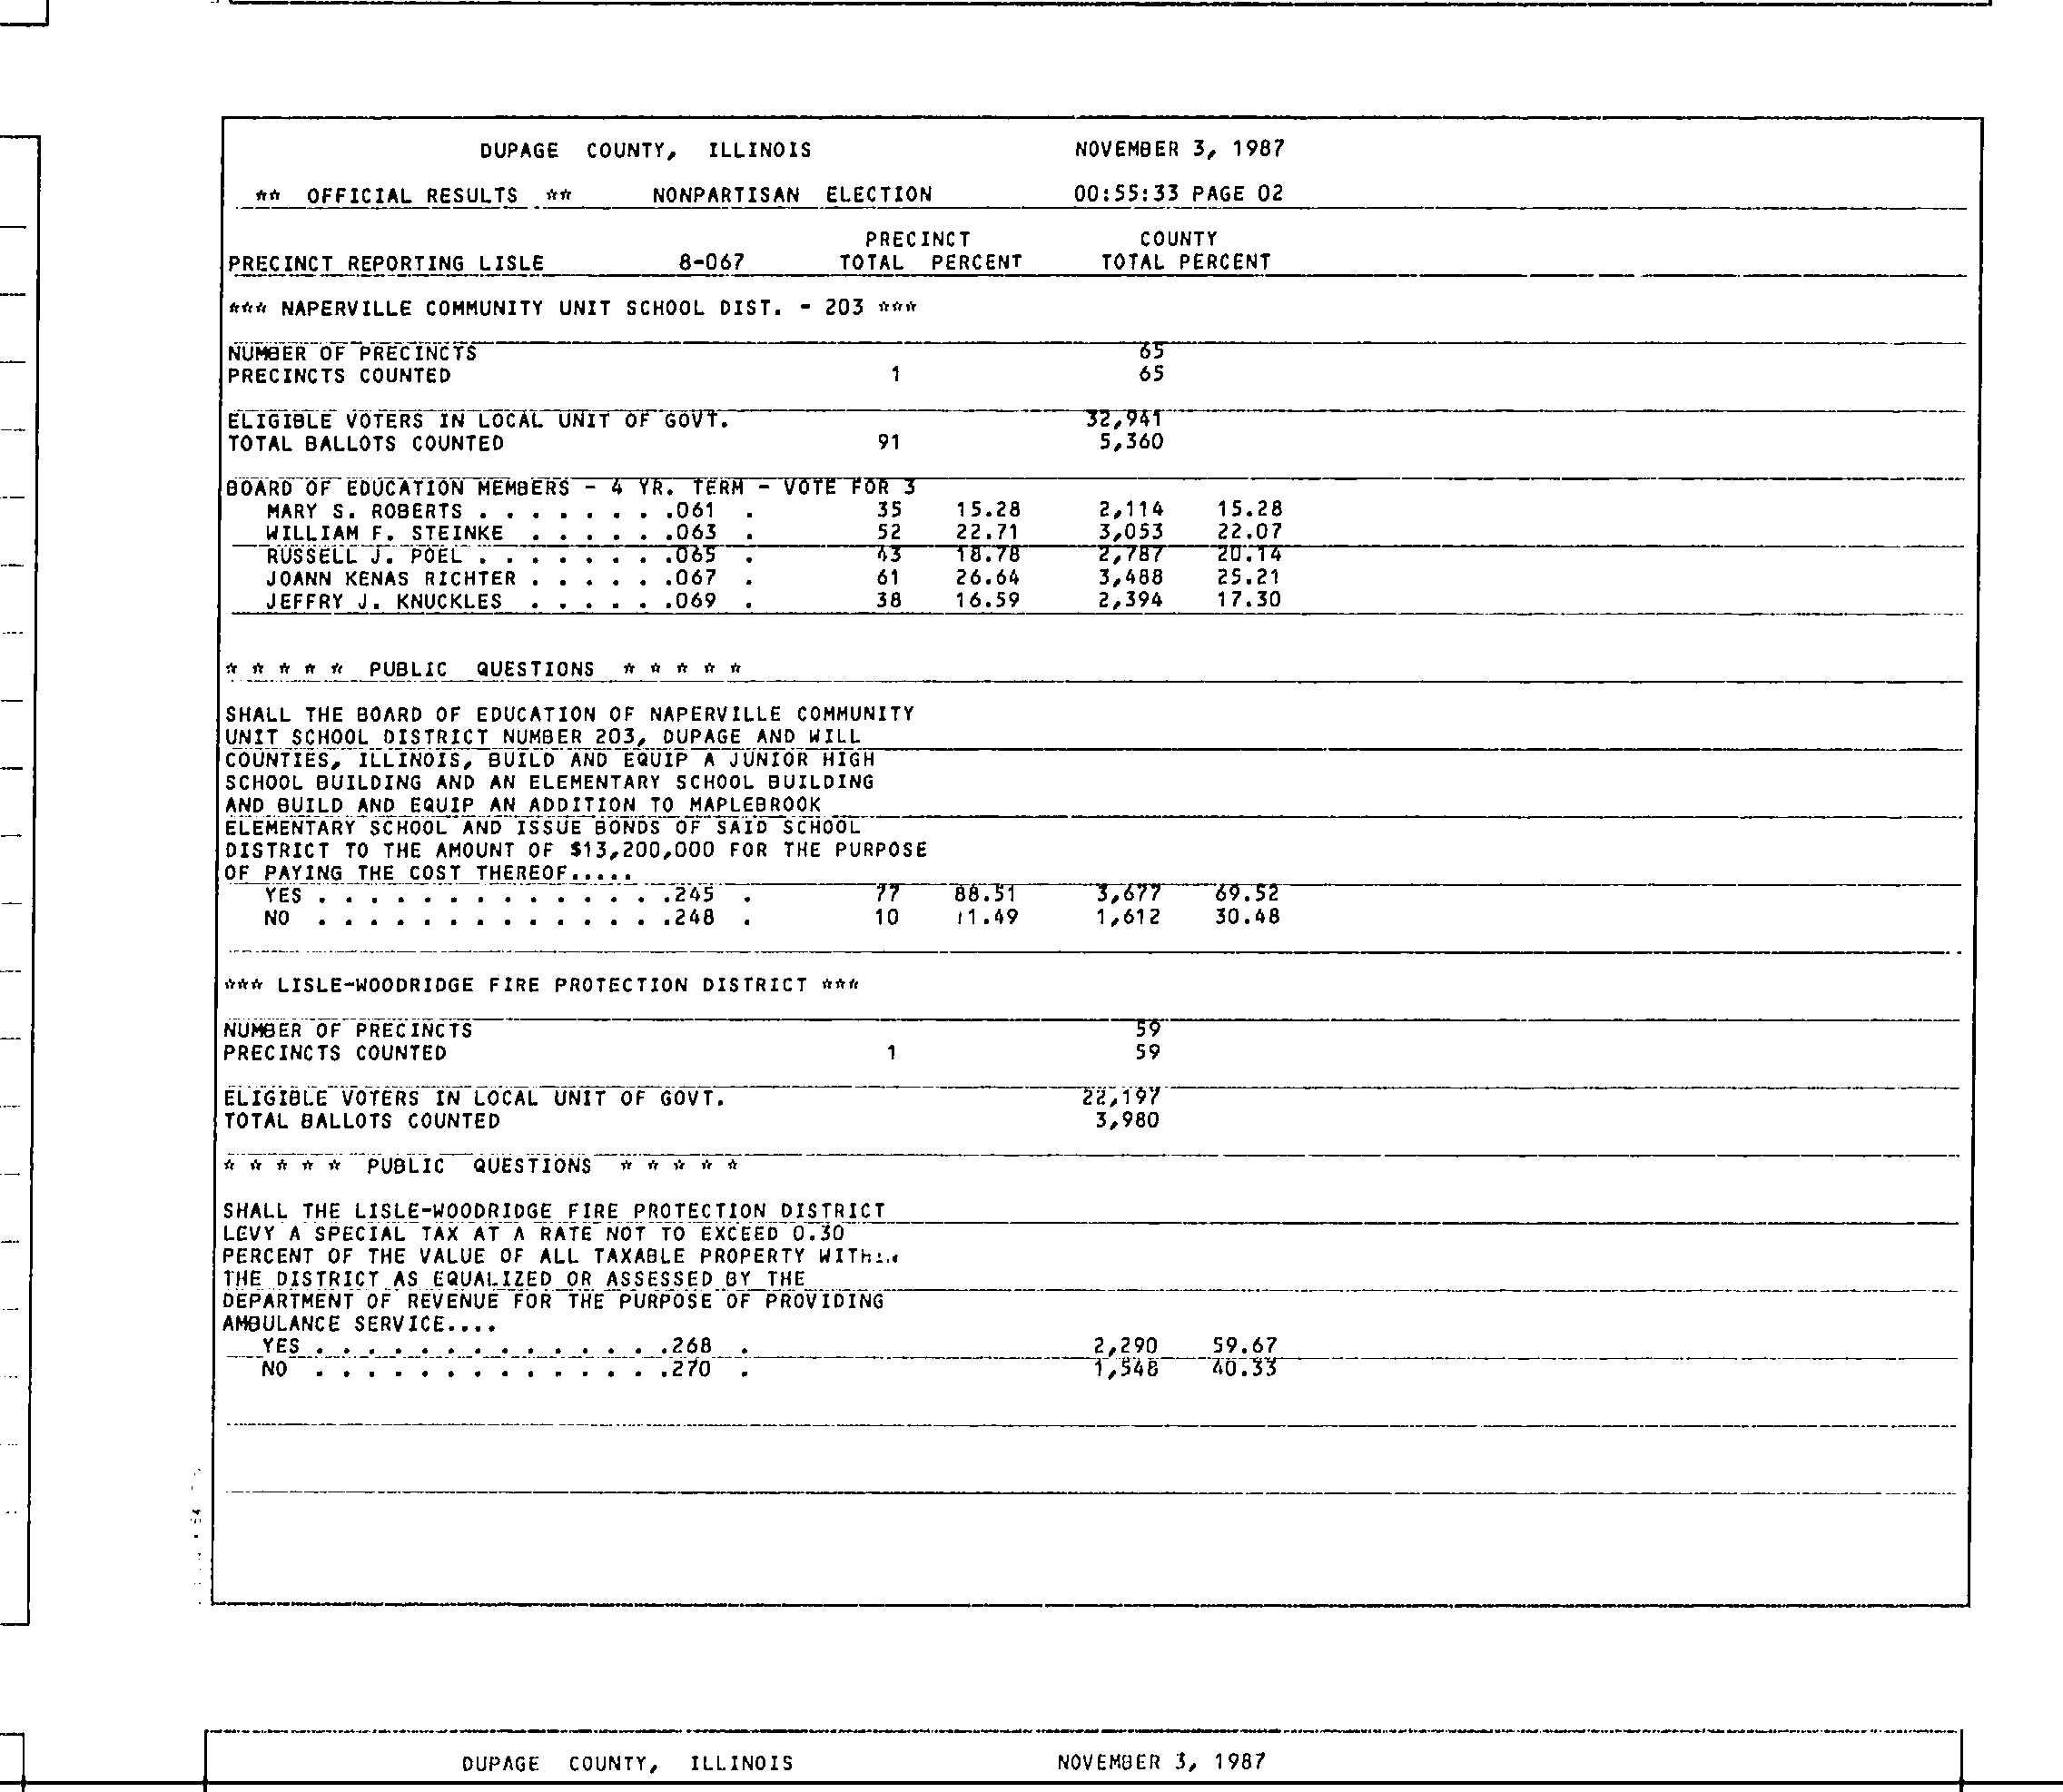 DUPAGE COUNTY, ILLINOIS NOVEMBER 3, 1987
** OFFICIAL RESULTS ** NONPARTISAN ELECTION 00:55:33 PAGE 02
PRECINCT COUNTY
PRECINCT REPORTING LISLE 8-067 TOTAL PERCENT TOTAL PERCENT
*** NAPERVILLE COMMUNITY UNIT SCHOOL DIST. - 203 ***
NUMBER OF PRECINCTS 65
PRECINCTS COUNTED 1 65
ELIGIBLE VOTERS IN LOCAL UNIT OF GOVT. 32,941
TOTAL BALLOTS COUNTED 91 5,360
BOARD OF EDUCATION MEMBERS - 4 YR. TERM - VOTE FOR 3
MARY S. ROBERTS . . . . . . . .061 . 35 15.28 2,114 15.28
WILLIAM F. STEINKE . . . . . .063 . 52 22.71 3,053 22.07
RUSSELL J. POEL . . . . . . . .065 . 43 18.78 2,787 20.14
JOANN KENAS RICHTER . . . . . .067 . 61 26.64 3,488 25.21
JEFFRY J. KNUCKLES . . . . . .069 . 38 16.59 2,394 17.30
* * * * * PUBLIC QUESTIONS * * * * *
SHALL THE BOARD OF EDUCATION OF NAPERVILLE COMMUNITY
UNIT SCHOOL DISTRICT NUMBER 203, DUPAGE AND WILL
COUNTIES, ILLINOIS, BUILD AND EQUIP A JUNIOR HIGH
SCHOOL BUILDING AND AN ELEMENTARY SCHOOL BUILDING
AND BUILD AND EQUIP AN ADDITION TO MAPLEBROOK
ELEMENTARY SCHOOL AND ISSUE BONDS OF SAID SCHOOL
DISTRICT TO THE AMOUNT OF $13,200,000 FOR THE PURPOSE
OF PAYING THE COST THEREOF.....
YES . . . . . . . . . . . . . .245 . 77 88.51 3,677 69.52
NO . . . . . . . . . . . . . .248 . 10 11.49 1,612 30.48
*** LISLE-WOODRIDGE FIRE PROTECTION DISTRICT ***
NUMBER OF PRECINCTS 59
PRECINCTS COUNTED 1 59
ELIGIBLE VOTERS IN LOCAL UNIT OF GOVT. 22,197
TOTAL BALLOTS COUNTED 3,980
* * * * * PUBLIC QUESTIONS * * * * *
SHALL THE LISLE-WOODRIDGE FIRE PROTECTION DISTRICT
LEVY A SPECIAL TAX AT A RATE NOT TO EXCEED 0.30
PERCENT OF THE VALUE OF ALL TAXABLE PROPERTY
THE DISTRICT AS EQUALIZED OR ASSESSED BY THE
DEPARTMENT OF REVENUE FOR THE PURPOSE OF PROVIDING
AMBULANCE SERVICE....
YES . . . . . . . . . . . . . .268 . 2,290 59.67
NO . . . . . . . . . . . . . .270 . 1,548 40.33
DUPAGE COUNTY, ILLINOIS NOVEMBER 3, 1987